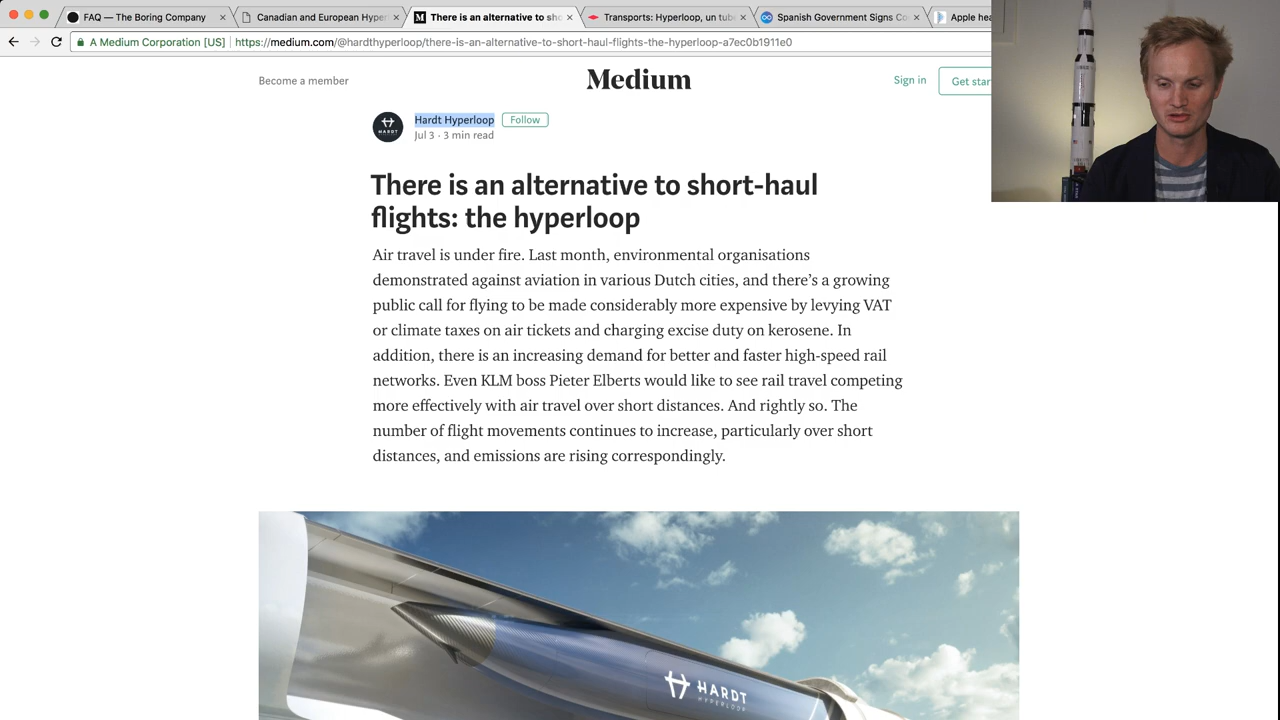 FAQ — The Boring Company
Canadian and European Hyper
There is an alternative to sho
Transports: Hyperloop, un tube
Spanish Government Signs Co
Apple hea
A Medium Corporation [US]
https://medium.com/@hardthyperloop/there-is-an-alternative-to-short-haul-flights-the-hyperloop-a7ec0b1911e0
Become a member
Medium
Sign in
Get star
HARDT
Hardt Hyperloop
Follow
Jul 3 · 3 min read
There is an alternative to short-haul
flights: the hyperloop
Air travel is under fire. Last month, environmental organisations
demonstrated against aviation in various Dutch cities, and there's a growing
public call for flying to be made considerably more expensive by levying VAT
or climate taxes on air tickets and charging excise duty on kerosene. In
addition, there is an increasing demand for better and faster high-speed rail
networks. Even KLM boss Pieter Elberts would like to see rail travel competing
more effectively with air travel over short distances. And rightly so. The
number of flight movements continues to increase, particularly over short
distances, and emissions are rising correspondingly.
HARDT
HYPERLOOP